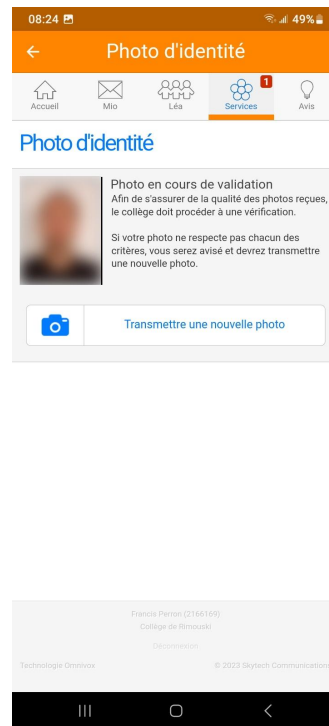 08:24 49%
Photo d'identité
Accueil Mio Léa Services 1 Avis
Photo d'identité
Photo en cours de validation
Afin de s'assurer de la qualité des photos reçues,
le collège doit procéder à une vérification.
Si votre photo ne respecte pas chacun des
critères, vous serez avisé et devrez transmettre
une nouvelle photo.
Transmettre une nouvelle photo
Francis Perron (2166169)
Collège de Rimouski
Déconnexion
Technologie Omnivox © 2023 Skytech Communications